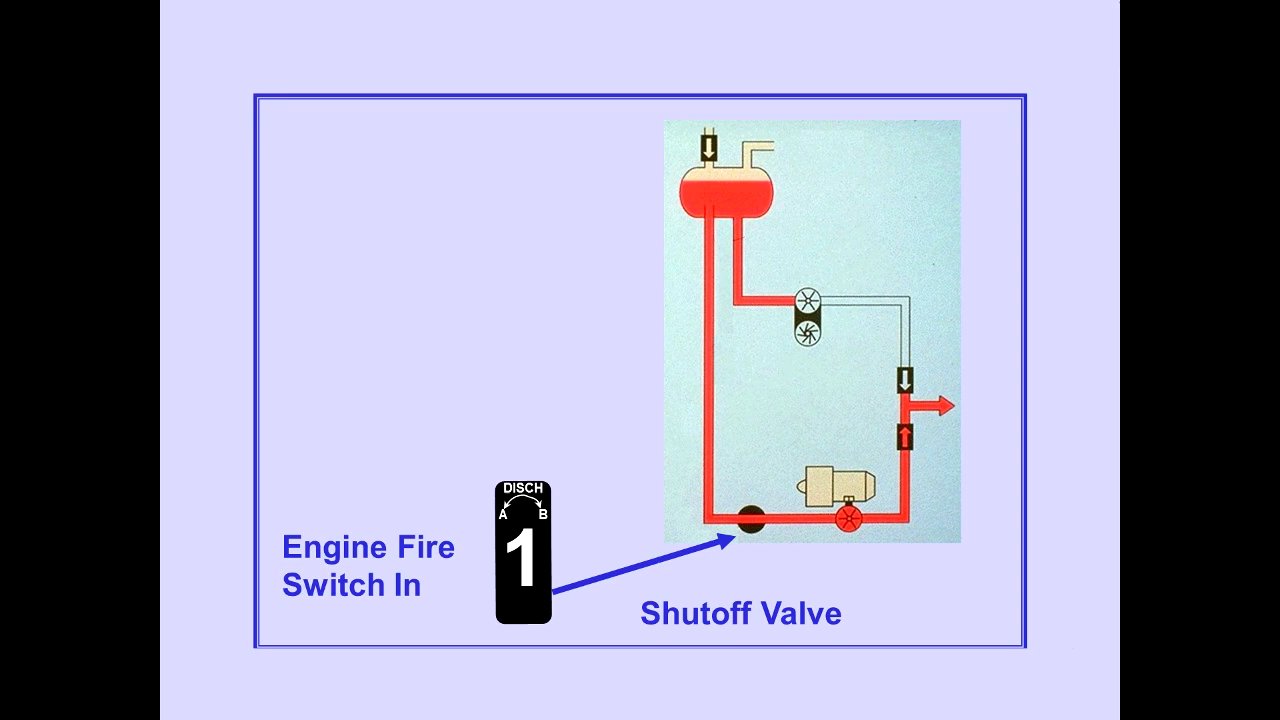 DISCH
A B
1
Engine Fire
Switch In
Shutoff Valve